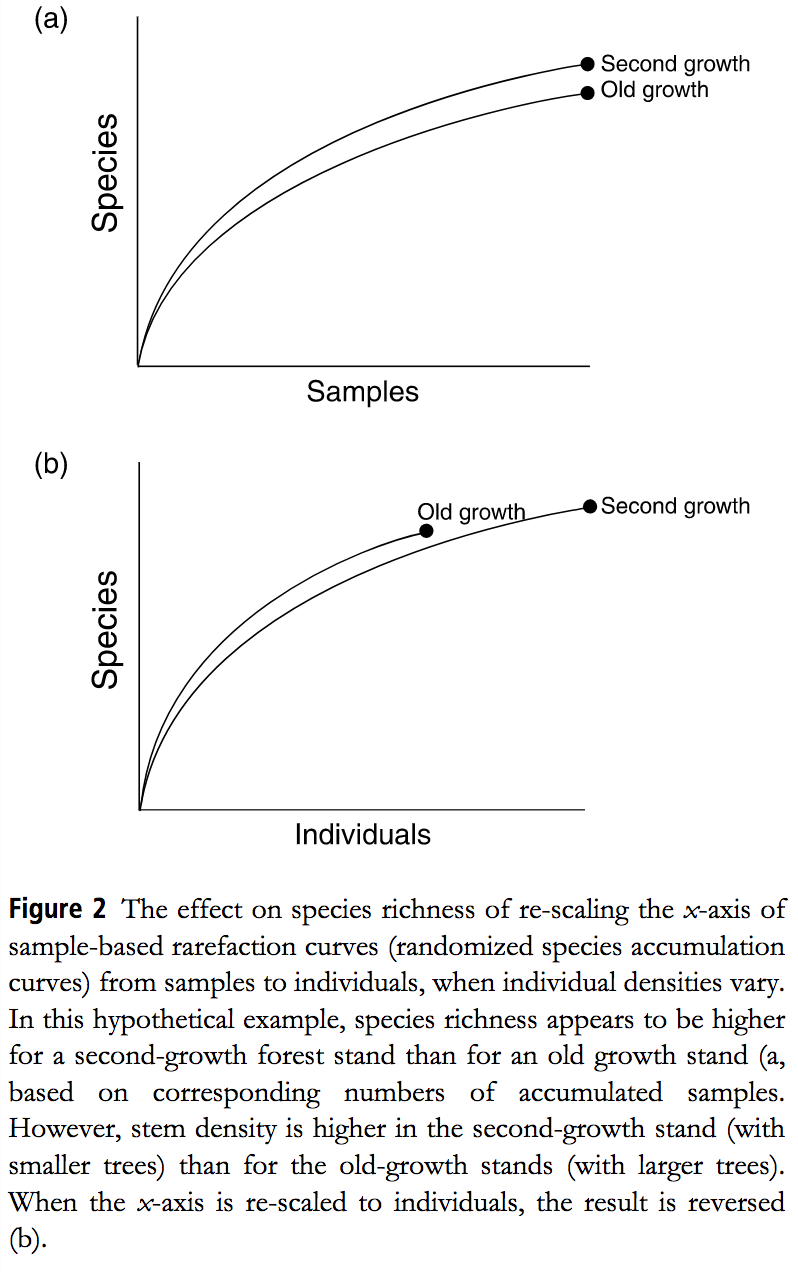 (a)
Second growth
Old growth
Species
Samples
(b)
Old growth
Second growth
Species
Individuals
Figure 2 The effect on species richness of re-scaling the x-axis of
sample-based rarefaction curves (randomized species accumulation
curves) from samples to individuals, when individual densities vary.
In this hypothetical example, species richness appears to be higher
for a second-growth forest stand than for an old growth stand (a,
based on corresponding numbers of accumulated samples.
However, stem density is higher in the second-growth stand (with
smaller trees) than for the old-growth stands (with larger trees).
When the x-axis is re-scaled to individuals, the result is reversed
(b).